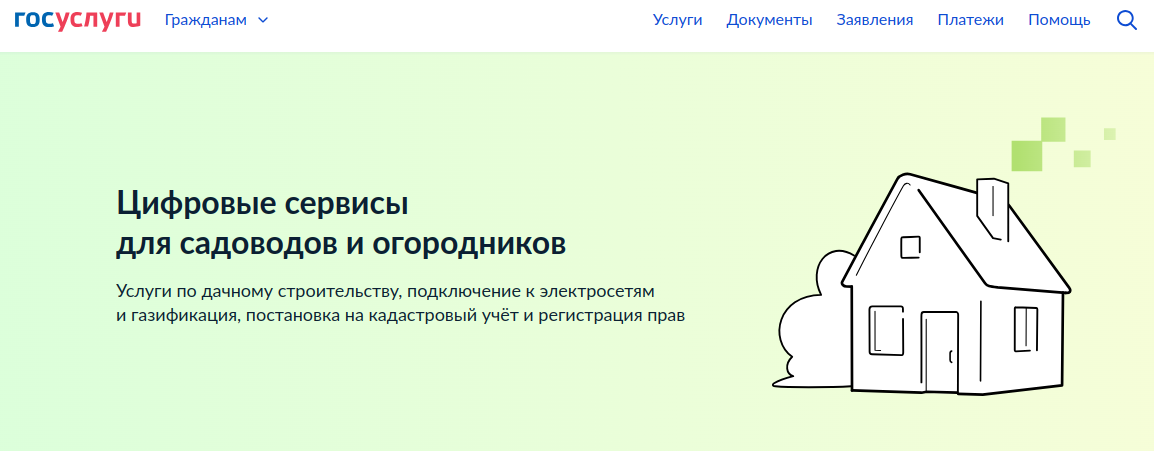 госуслуги Гражданам Услуги Документы Заявления Платежи Помощь
Цифровые сервисы
для садоводов и огородников
Услуги по дачному строительству, подключение к электросетям
и газификация, постановка на кадастровый учёт и регистрация прав